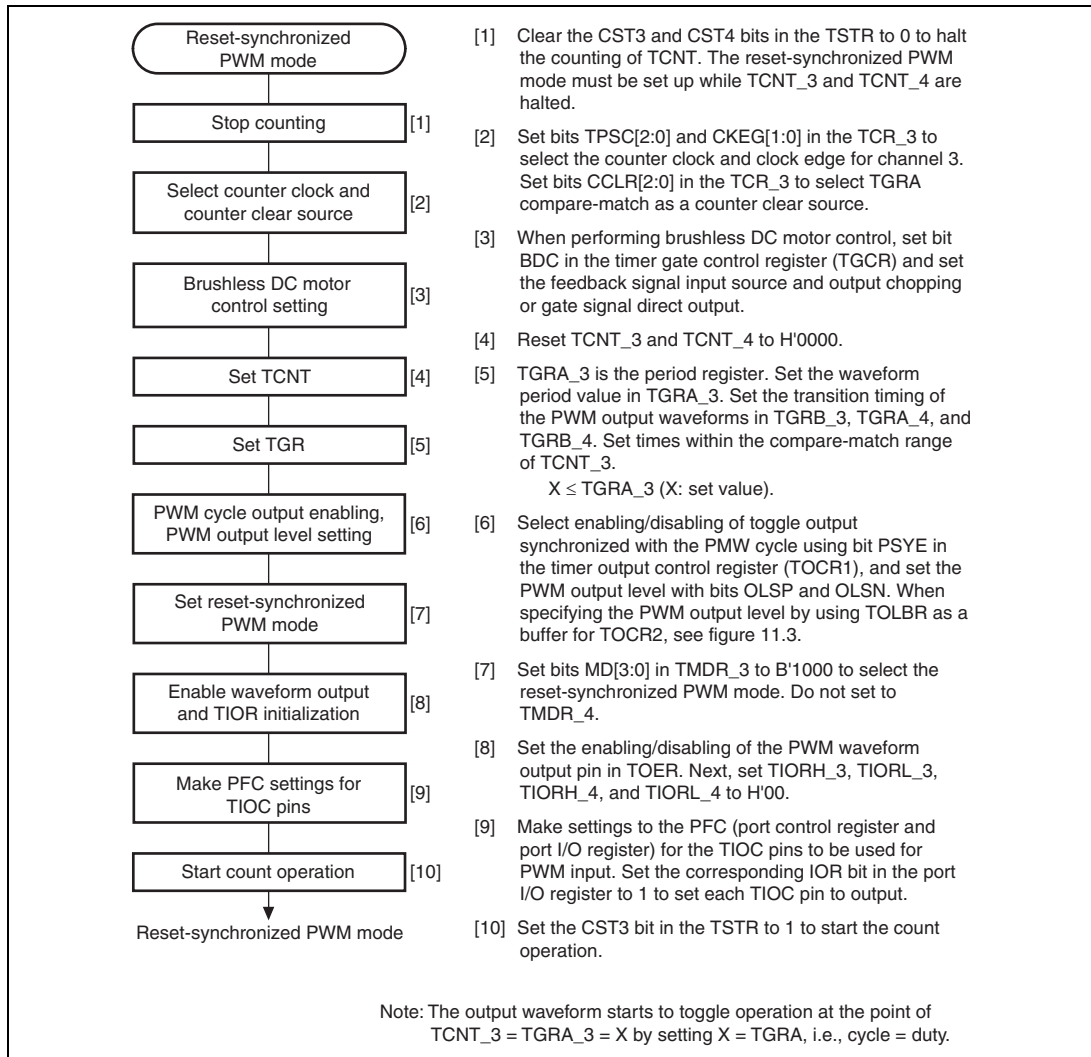 Reset-synchronized
PWM mode
Stop counting
[1]
Select counter clock and
counter clear source
[2]
Brushless DC motor
control setting
[3]
Set TCNT
[4]
Set TGR
[5]
PWM cycle output enabling,
PWM output level setting
[6]
Set reset-synchronized
PWM mode
[7]
Enable waveform output
and TIOR initialization
[8]
Make PFC settings for
TIOC pins
[9]
Start count operation
[10]
Reset-synchronized PWM mode
[1] Clear the CST3 and CST4 bits in the TSTR to 0 to halt
the counting of TCNT. The reset-synchronized PWM
mode must be set up while TCNT_3 and TCNT_4 are
halted.
[2] Set bits TPSC[2:0] and CKEG[1:0] in the TCR_3 to
select the counter clock and clock edge for channel 3.
Set bits CCLR[2:0] in the TCR_3 to select TGRA
compare-match as a counter clear source.
[3] When performing brushless DC motor control, set bit
BDC in the timer gate control register (TGCR) and set
the feedback signal input source and output chopping
or gate signal direct output.
[4] Reset TCNT_3 and TCNT_4 to H'0000.
[5] TGRA_3 is the period register. Set the waveform
period value in TGRA_3. Set the transition timing of
the PWM output waveforms in TGRB_3, TGRA_4, and
TGRB_4. Set times within the compare-match range
of TCNT_3.
X ≤ TGRA_3 (X: set value).
[6] Select enabling/disabling of toggle output
synchronized with the PMW cycle using bit PSYE in
the timer output control register (TOCR1), and set the
PWM output level with bits OLSP and OLSN. When
specifying the PWM output level by using TOLBR as a
buffer for TOCR2, see figure 11.3.
[7] Set bits MD[3:0] in TMDR_3 to B'1000 to select the
reset-synchronized PWM mode. Do not set to
TMDR_4.
[8] Set the enabling/disabling of the PWM waveform
output pin in TOER. Next, set TIORH_3, TIORL_3,
TIORH_4, and TIORL_4 to H'00.
[9] Make settings to the PFC (port control register and
port I/O register) for the TIOC pins to be used for
PWM input. Set the corresponding IOR bit in the port
I/O register to 1 to set each TIOC pin to output.
[10] Set the CST3 bit in the TSTR to 1 to start the count
operation.
Note: The output waveform starts to toggle operation at the point of
TCNT_3 = TGRA_3 = X by setting X = TGRA, i.e., cycle = duty.